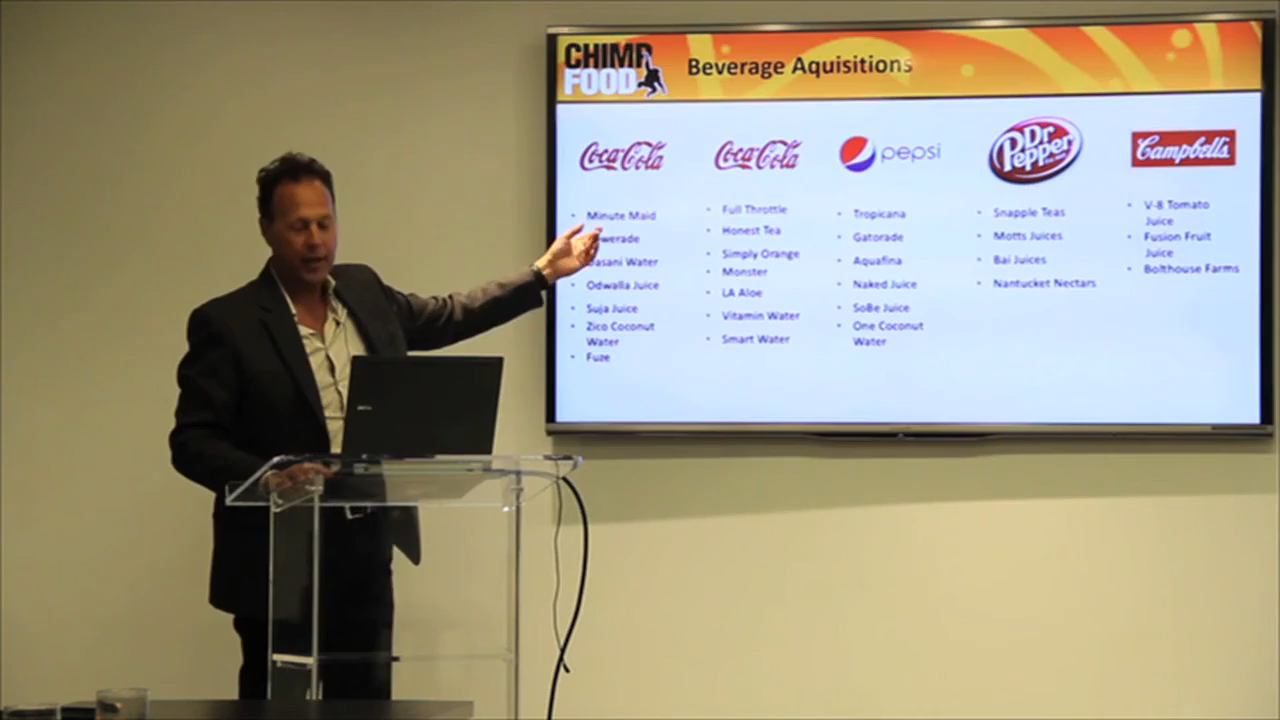 CHIMP
FOOD
Beverage Aquisitions
Coca-Cola
Minute Maid
werade
Dasani Water
Odwalla Juice
Suja Juice
Zico Coconut
Water
Fuze
Coca-Cola
Full Throttle
Honest Tea
Simply Orange
Monster
LA Aloe
Vitamin Water
Smart Water
pepsi
Tropicana
Gatorade
Aquafina
Naked Juice
SoBe Juice
One Coconut
Water
Dr
Pepper
Snapple Teas
Motts Juices
Bai Juices
Nantucket Nectars
Campbell's
V-8 Tomato
Juice
Fusion Fruit
Juice
Bolthouse Farms